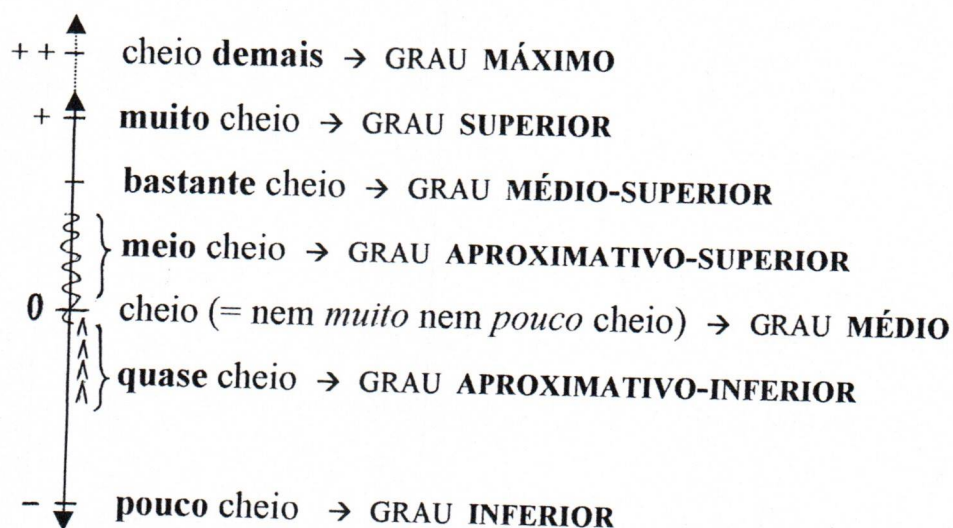 + + cheio demais → GRAU MÁXIMO
+ muito cheio → GRAU SUPERIOR
bastante cheio → GRAU MÉDIO-SUPERIOR
meio cheio → GRAU APROXIMATIVO-SUPERIOR
0 cheio (= nem muito nem pouco cheio) → GRAU MÉDIO
quase cheio → GRAU APROXIMATIVO-INFERIOR
- pouco cheio → GRAU INFERIOR